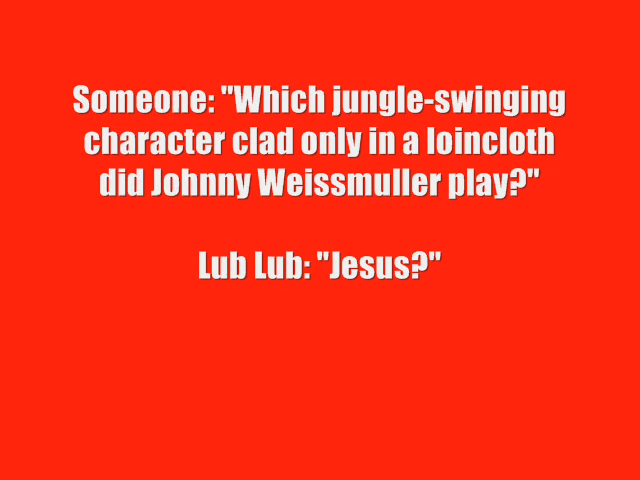 Someone: "Which jungle-swinging
character clad only in a loincloth
did Johnny Weissmuller play?"
Lub Lub: "Jesus?"